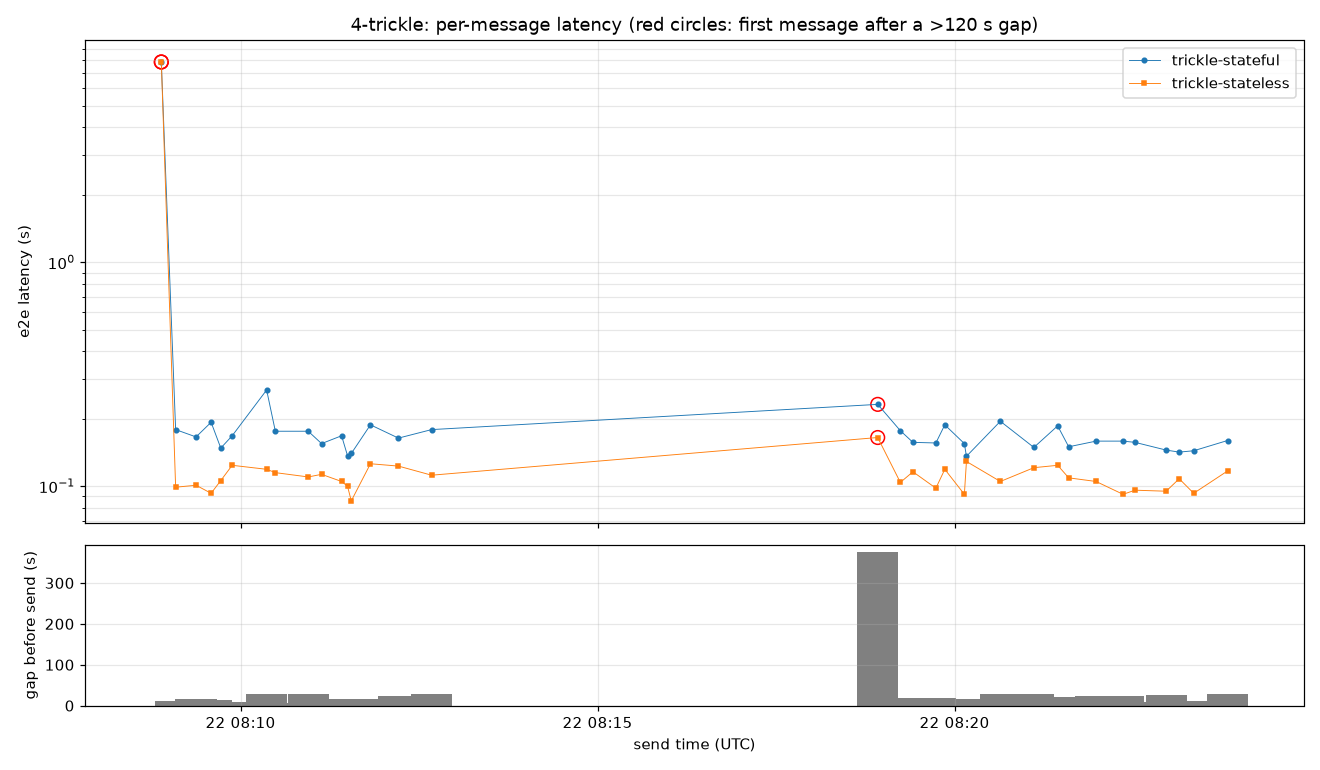 4-trickle: per-message latency (red circles: first message after a >120 s gap)
trickle-stateful
trickle-stateless
e2e latency (s)
10⁰
10⁻¹
gap before send (s)
300
200
100
0
22 08:10
22 08:15
22 08:20
send time (UTC)